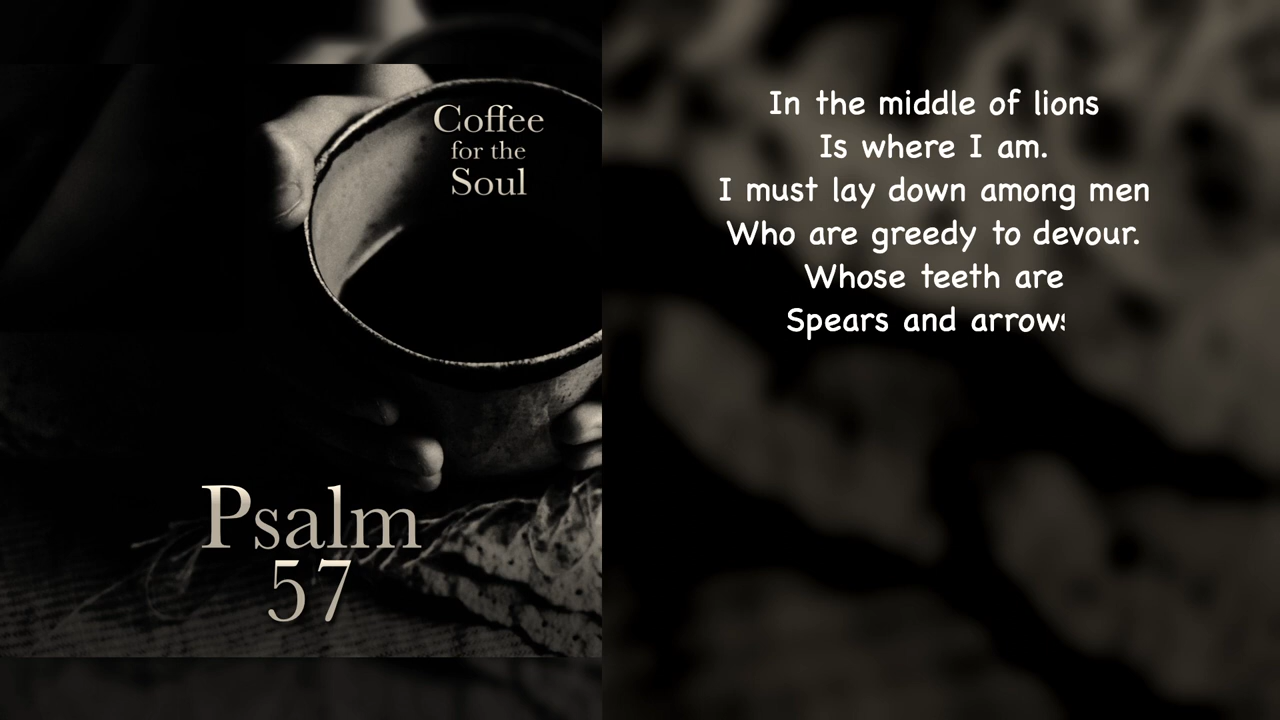 Coffee
for the
Soul
Psalm
57
In the middle of lions
Is where I am.
I must lay down among men
Who are greedy to devour.
Whose teeth are
Spears and arrows